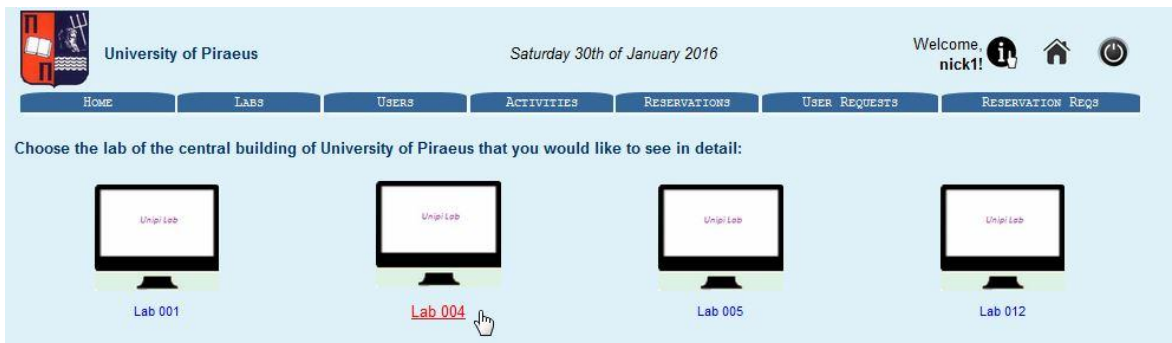 University of Piraeus
Saturday 30th of January 2016
Welcome,
nick1!
HOME LABS USERS ACTIVITIES RESERVATIONS USER REQUESTS RESERVATION REQS
Choose the lab of the central building of University of Piraeus that you would like to see in detail:
Unipi Lab Unipi Lab Unipi Lab Unipi Lab
Lab 001 Lab 004 Lab 005 Lab 012